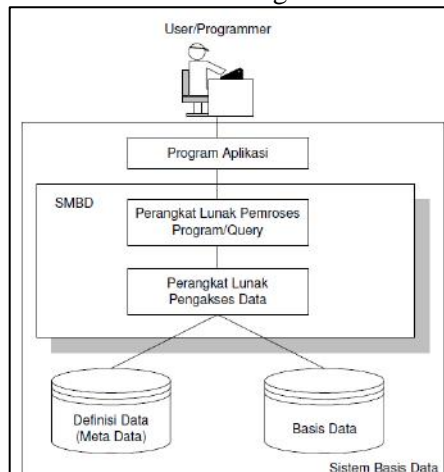 User/Programmer
Program Aplikasi
SMBD
Perangkat Lunak Pemroses
Program/Query
Perangkat Lunak
Pengakses Data
Definisi Data
(Meta Data)
Basis Data
Sistem Basis Data